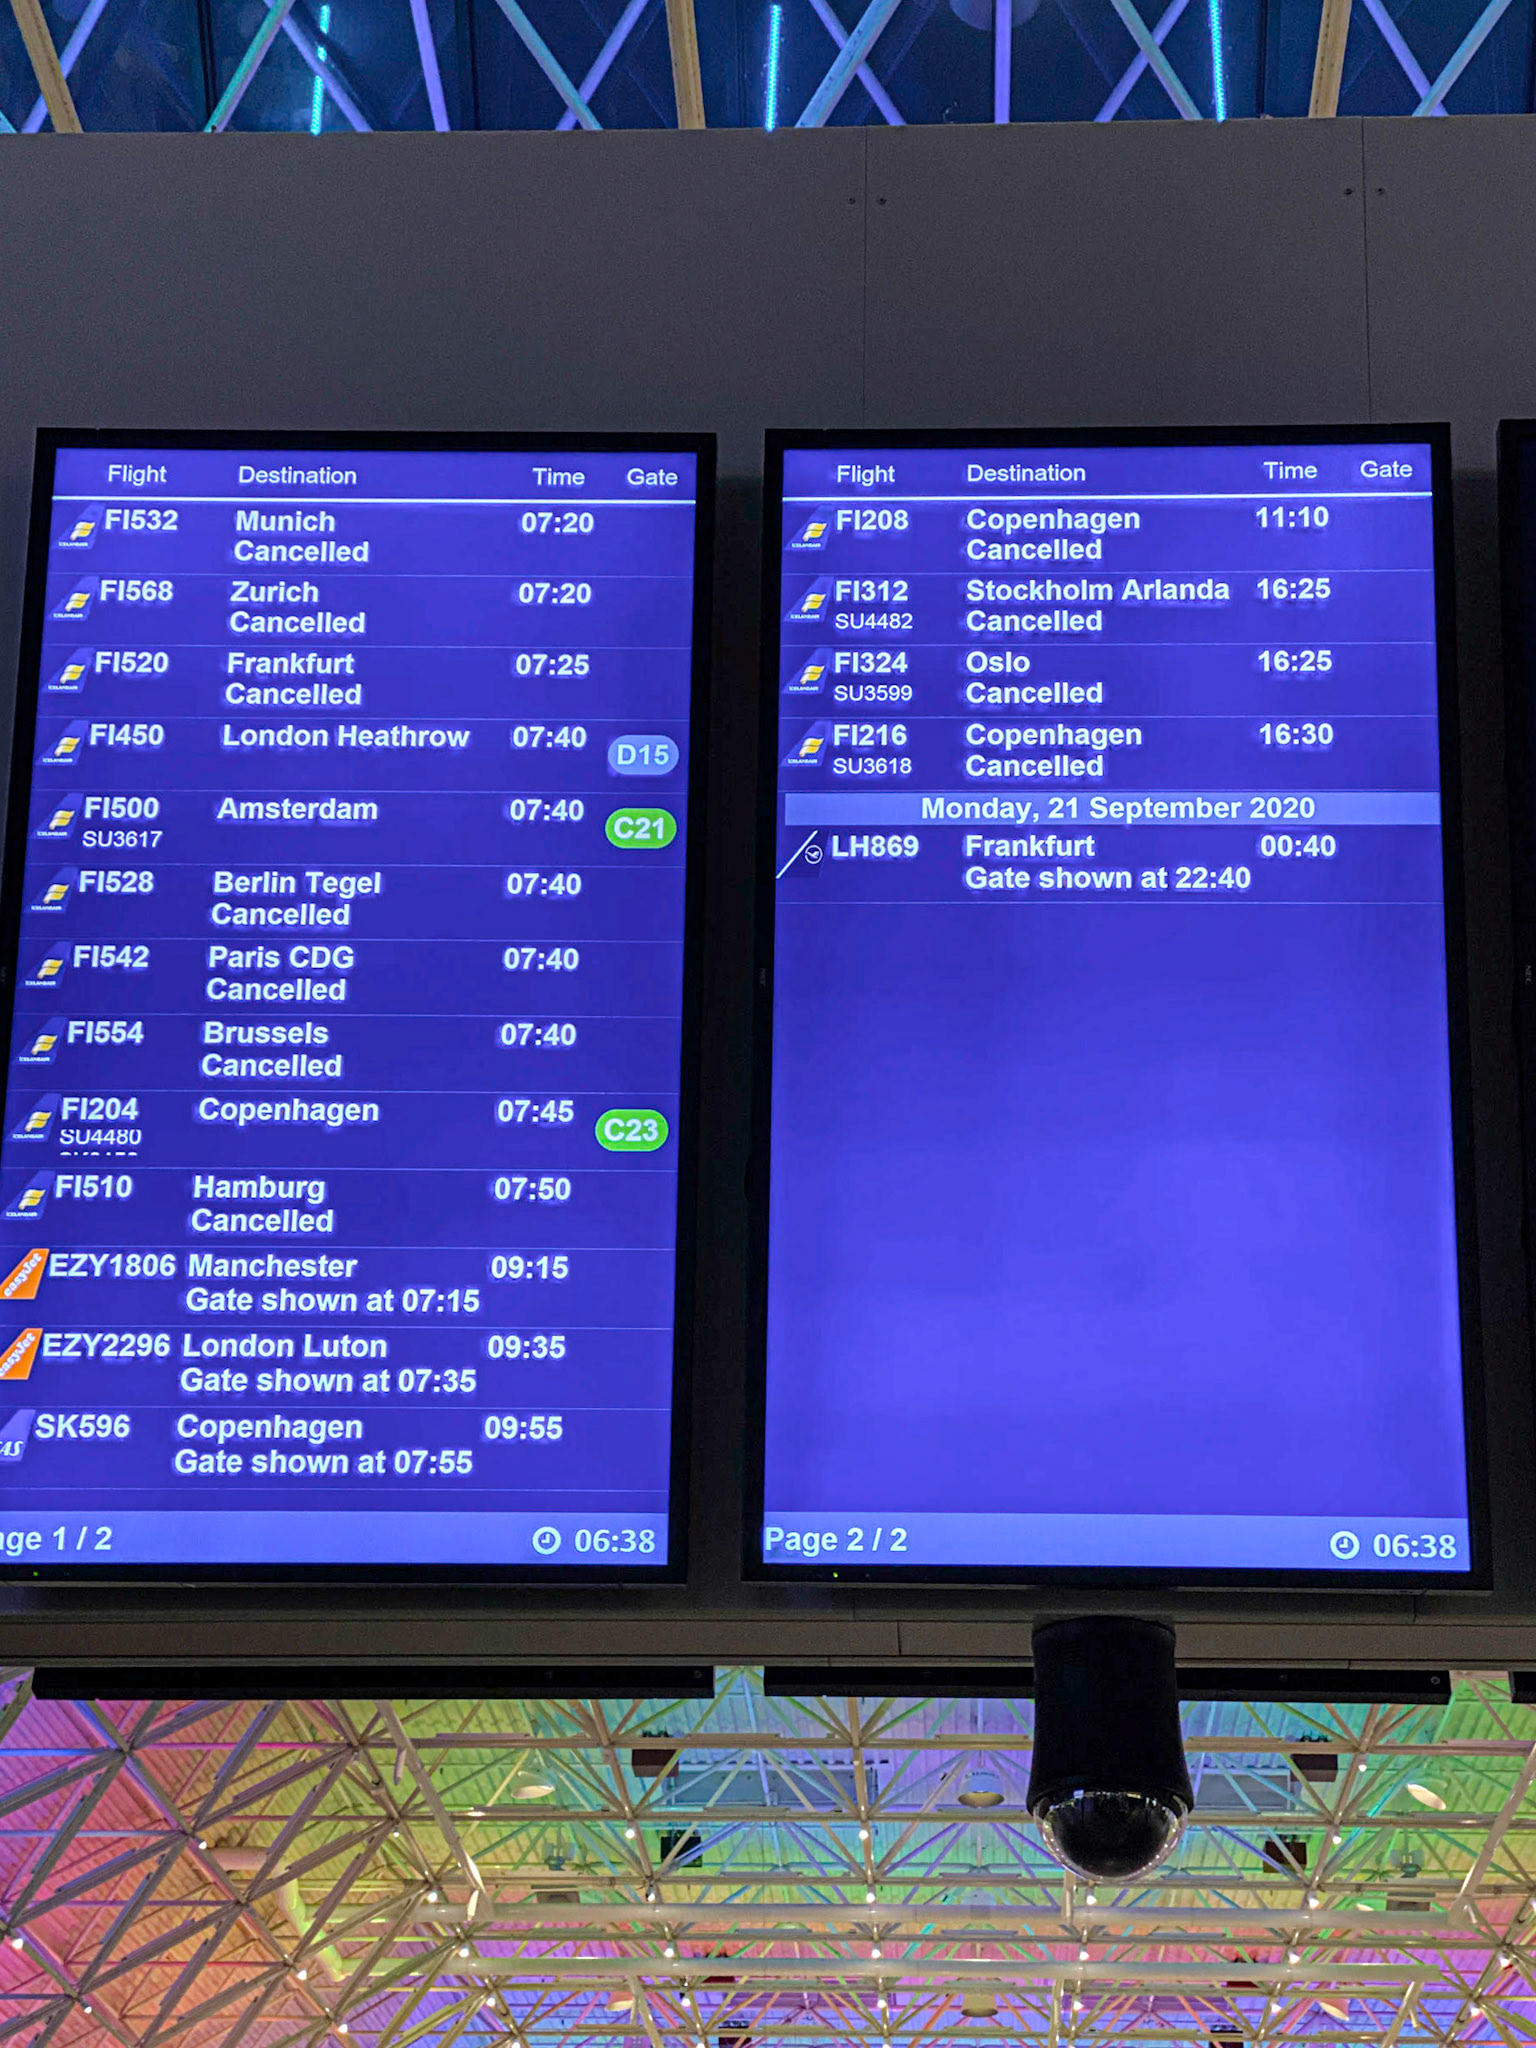 Flight Destination Time Gate
FI532 Munich 07:20
Cancelled
FI568 Zurich 07:20
Cancelled
FI520 Frankfurt 07:25
Cancelled
FI450 London Heathrow 07:40 D15
FI500 Amsterdam 07:40 C21
SU3617
FI528 Berlin Tegel 07:40
Cancelled
FI542 Paris CDG 07:40
Cancelled
FI554 Brussels 07:40
Cancelled
FI204 Copenhagen 07:45 C23
SU4480
FI510 Hamburg 07:50
Cancelled
easyJet EZY1806 Manchester 09:15
Gate shown at 07:15
easyJet EZY2296 London Luton 09:35
Gate shown at 07:35
SK596 Copenhagen 09:55
AS Gate shown at 07:55
age 1 / 2 06:38
Flight Destination Time Gate
FI208 Copenhagen 11:10
Cancelled
FI312 Stockholm Arlanda 16:25
SU4482 Cancelled
FI324 Oslo 16:25
SU3599 Cancelled
FI216 Copenhagen 16:30
SU3618 Cancelled
Monday, 21 September 2020
LH869 Frankfurt 00:40
Gate shown at 22:40
Page 2 / 2 06:38